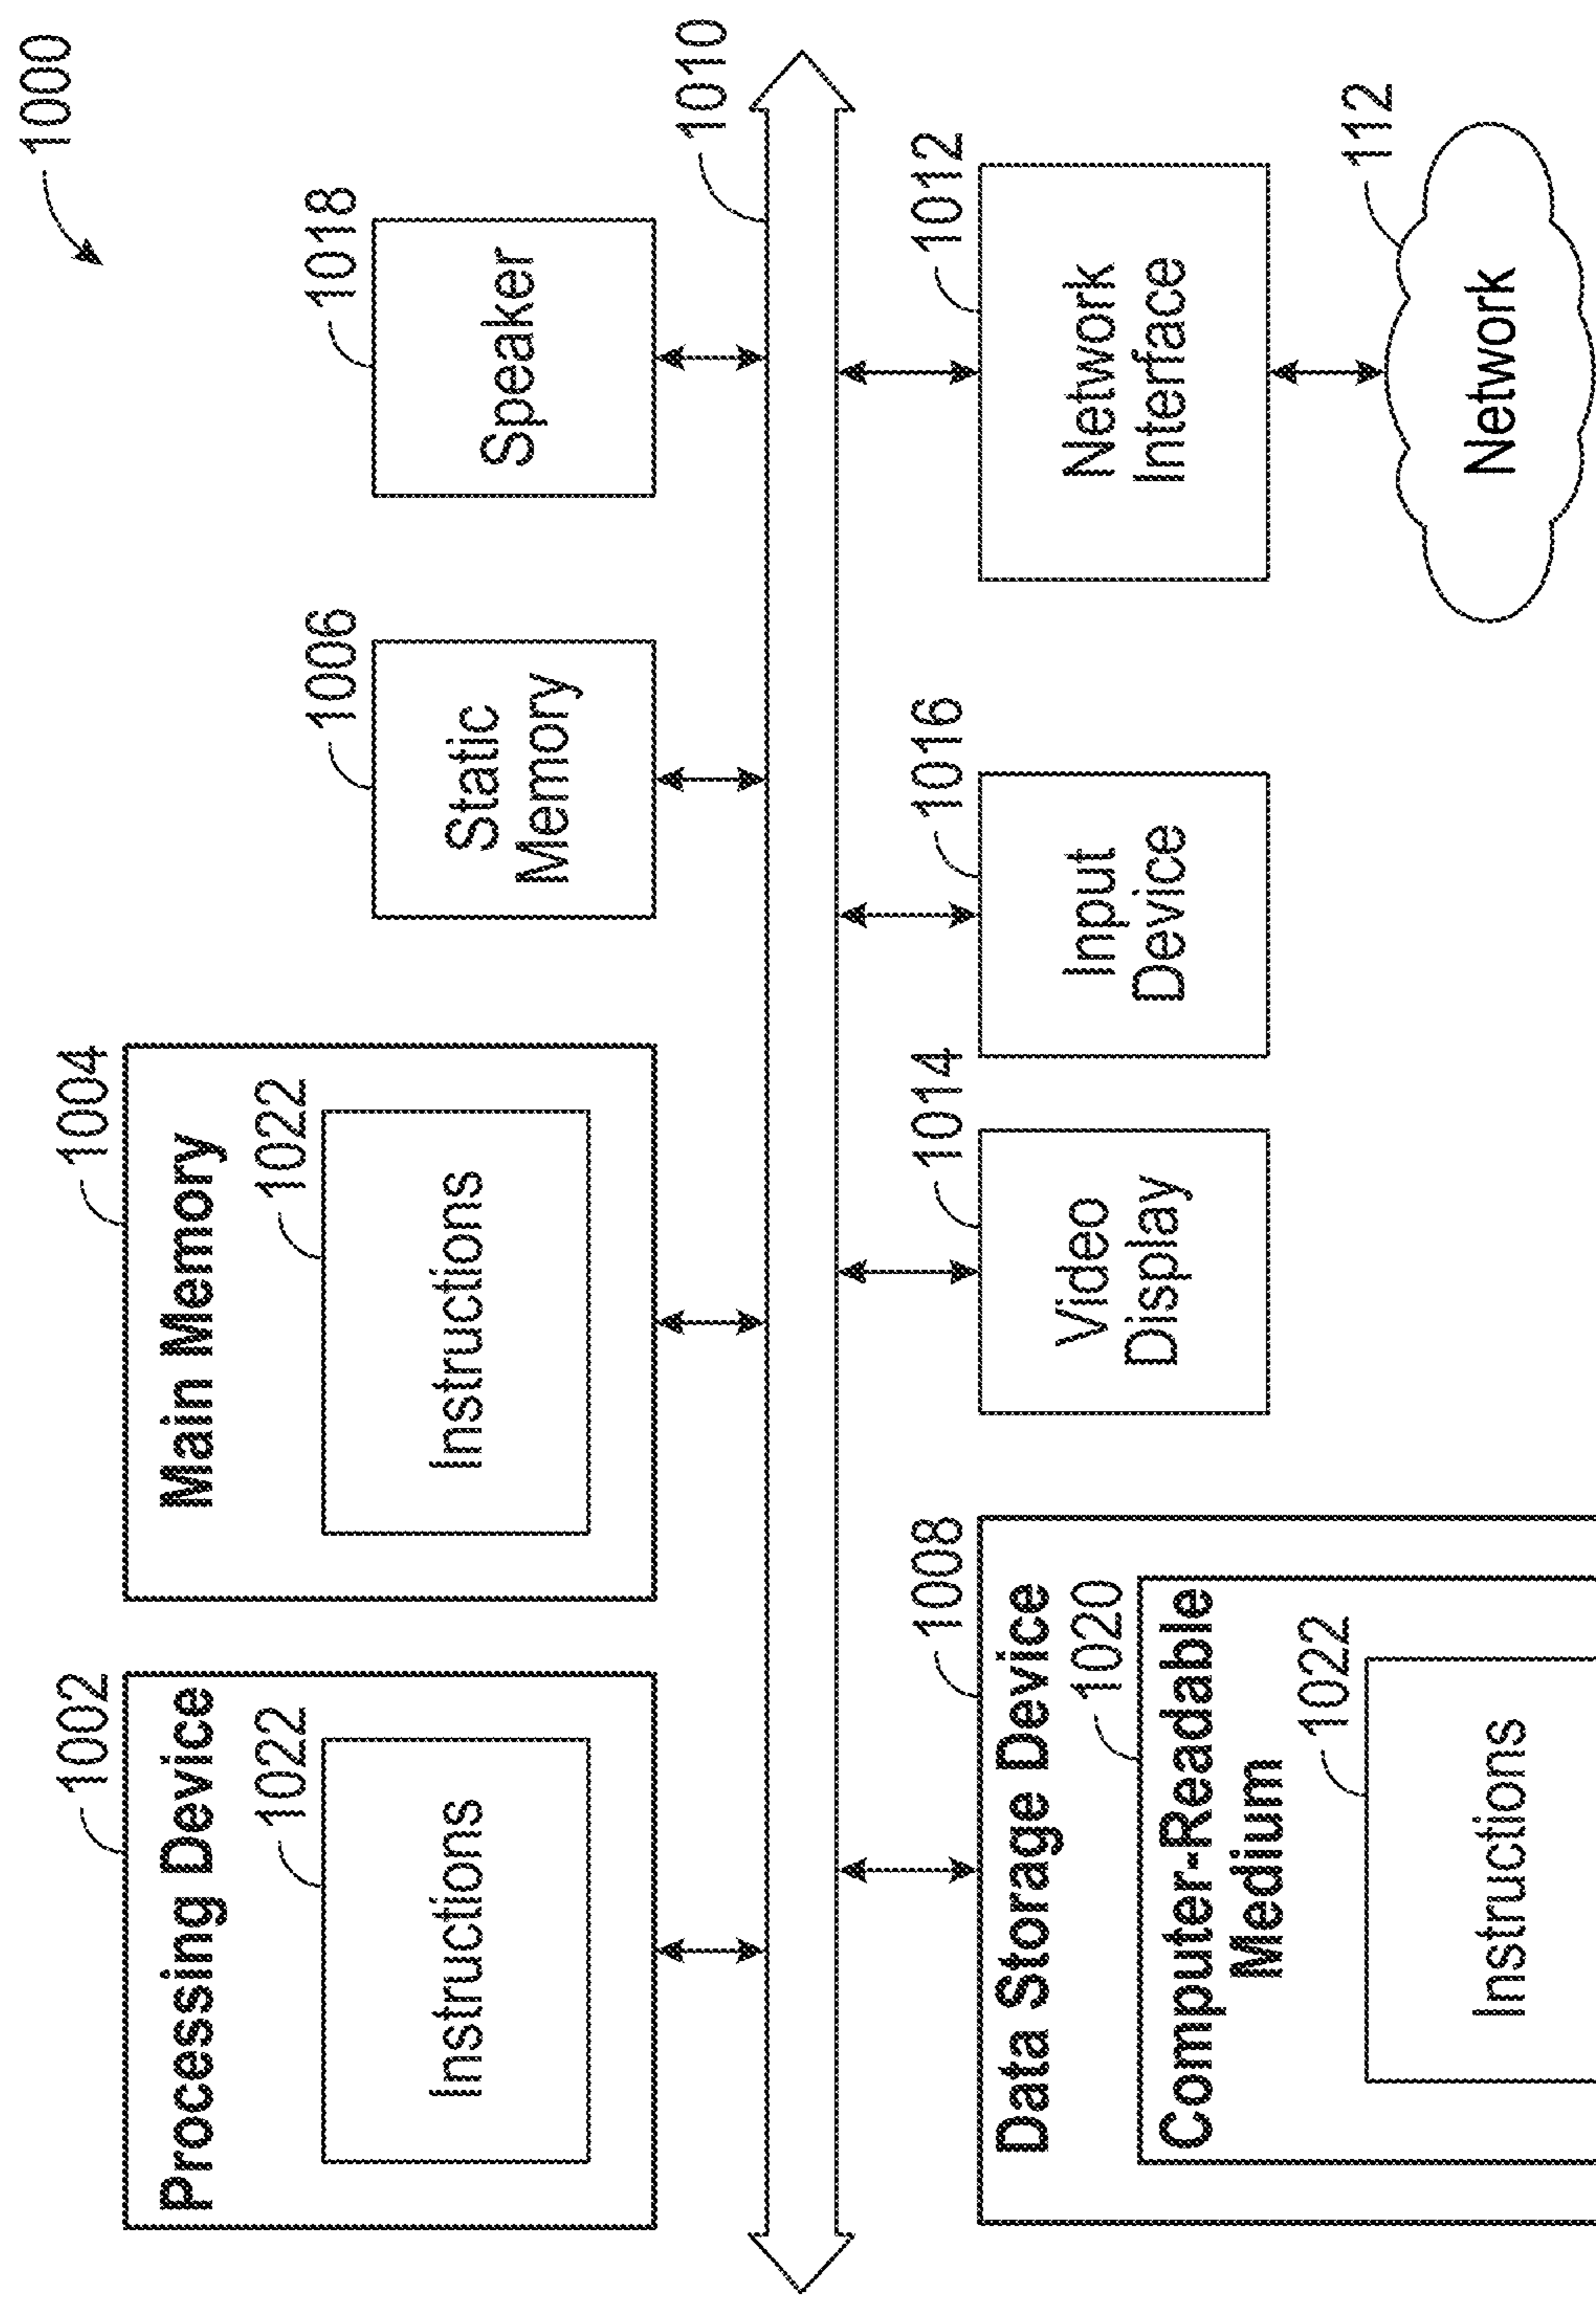 1000
1002
Processing Device
1022
Instructions
1004
Main Memory
1022
Instructions
1006
Static
Memory
1018
Speaker
1010
1008
Data Storage Device
1020
Computer-Readable
Medium
1022
Instructions
1014
Video
Display
1016
Input
Device
1012
Network
Interface
112
Network